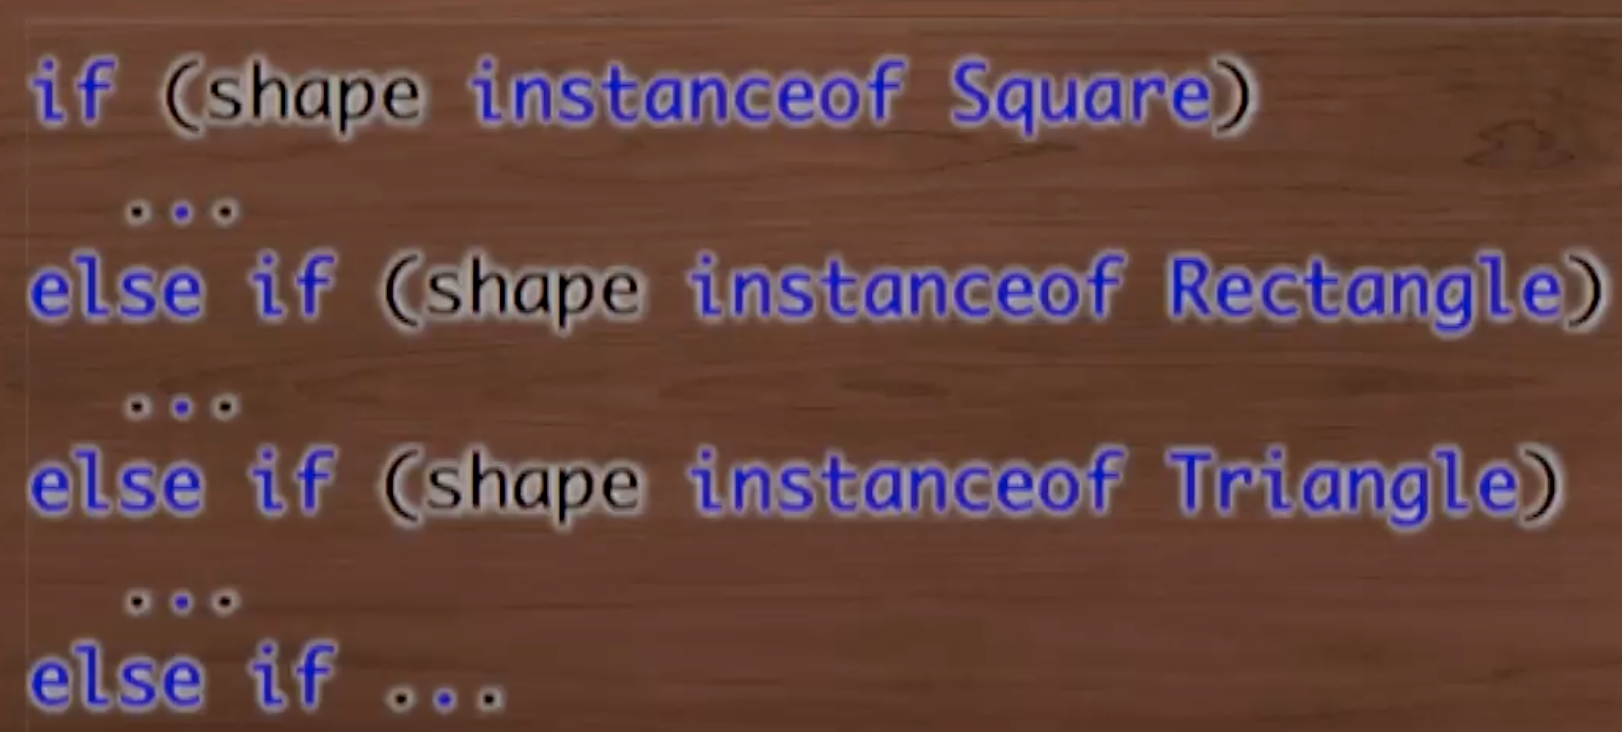 if (shape instanceof Square)
...
else if (shape instanceof Rectangle)
...
else if (shape instanceof Triangle)
...
else if ...